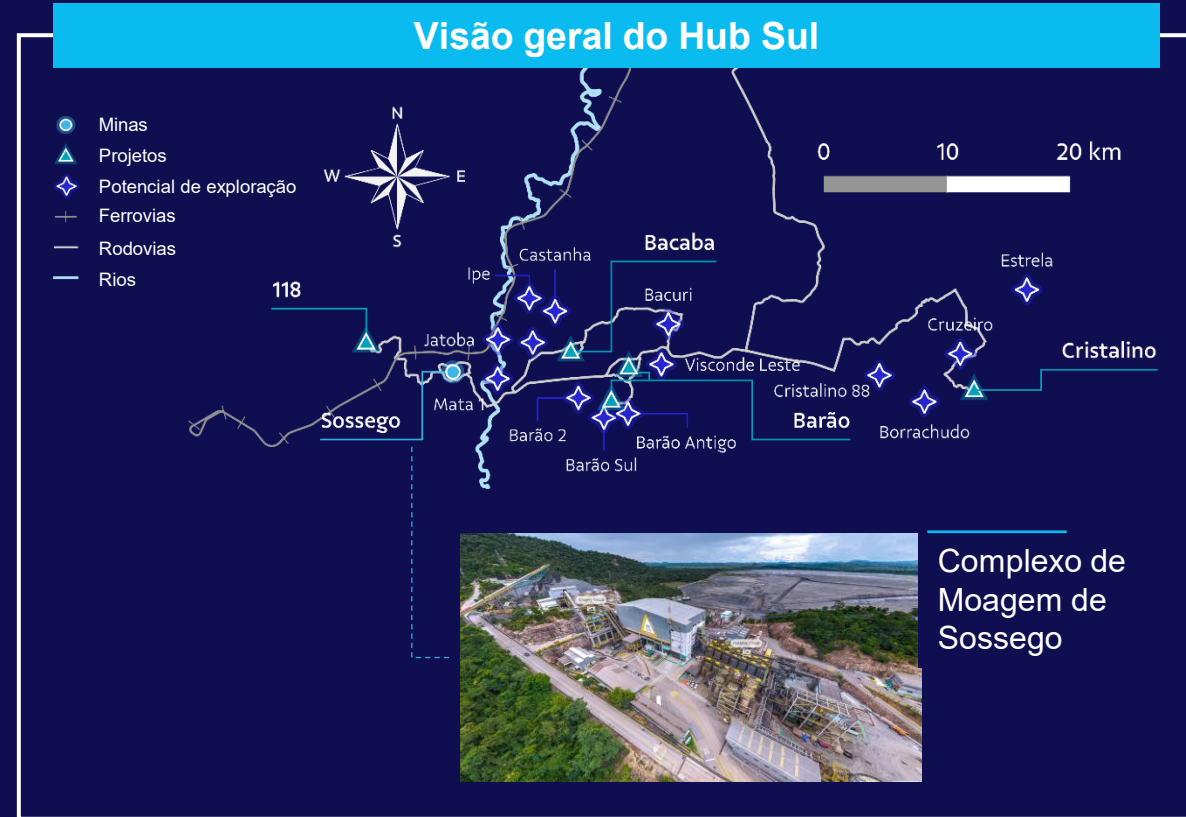 Visão geral do Hub Sul
Minas
Projetos
Potencial de exploração
Ferrovias
Rodovias
Rios
N
W
E
S
0
10
20 km
118
Ipe
Castanha
Bacaba
Bacuri
Estrela
Jatoba
Cruzeiro
Visconde Leste
Cristalino
Mata 1
Cristalino 88
Sossego
Barão 2
Barão Antigo
Barão
Borrachudo
Barão Sul
Complexo de
Moagem de
Sossego